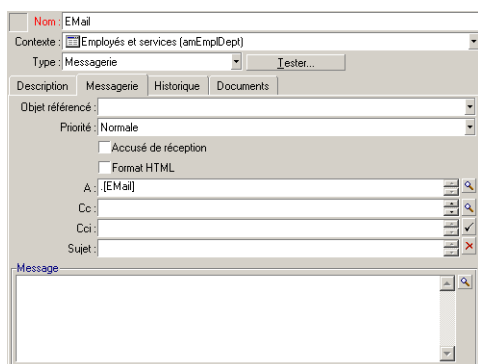 Nom : EMail
Contexte : Employés et services (amEmplDept)
Type : Messagerie Tester...
Description Messagerie Historique Documents
Objet référencé :
Priorité : Normale
Accusé de réception
Format HTML
A : .[EMail]
Cc :
Cci :
Sujet :
Message